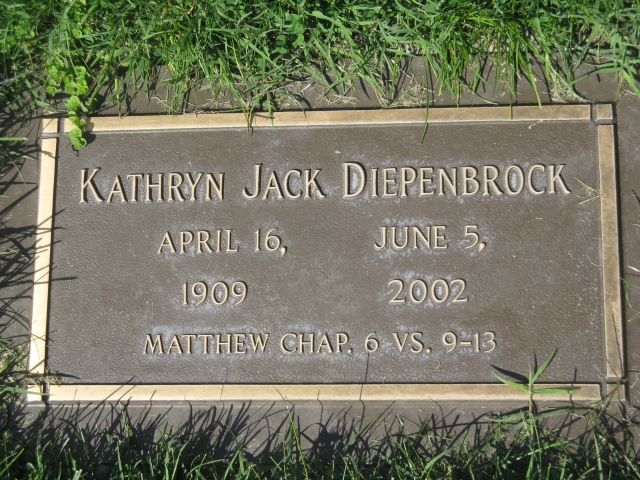 KATHRYN JACK DIEPENBROCK
APRIL 16, JUNE 5,
1909 2002
MATTHEW CHAP. 6 VS. 9-13